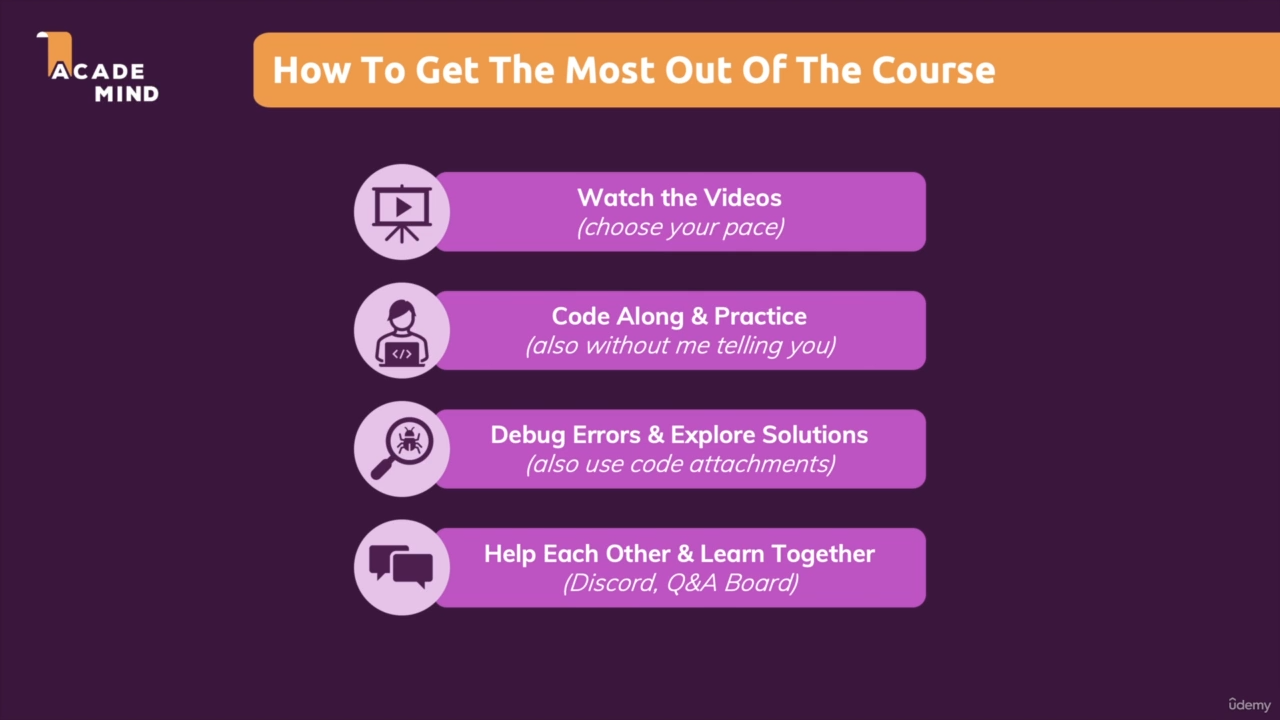 ACADE
MIND
How To Get The Most Out Of The Course
Watch the Videos
(choose your pace)
Code Along & Practice
(also without me telling you)
</>
Debug Errors & Explore Solutions
(also use code attachments)
Help Each Other & Learn Together
(Discord, Q&A Board)
ûdemy